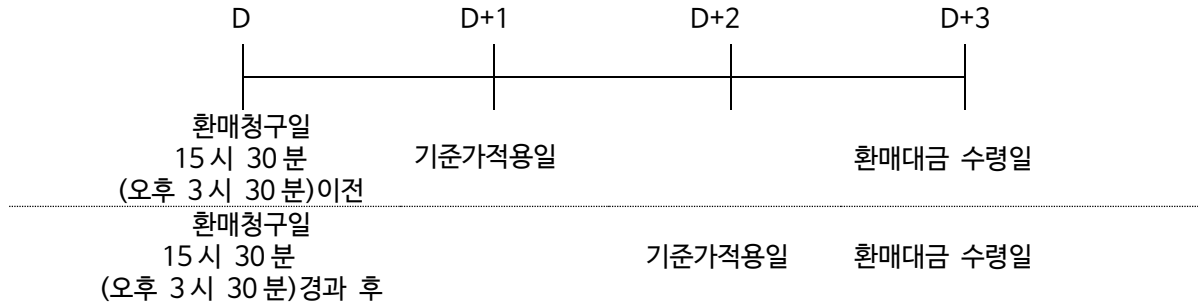 D D+1 D+2 D+3
환매청구일
15시 30분 기준가적용일 환매대금 수령일
(오후 3시 30분)이전
환매청구일
15시 30분 기준가적용일 환매대금 수령일
(오후 3시 30분)경과 후